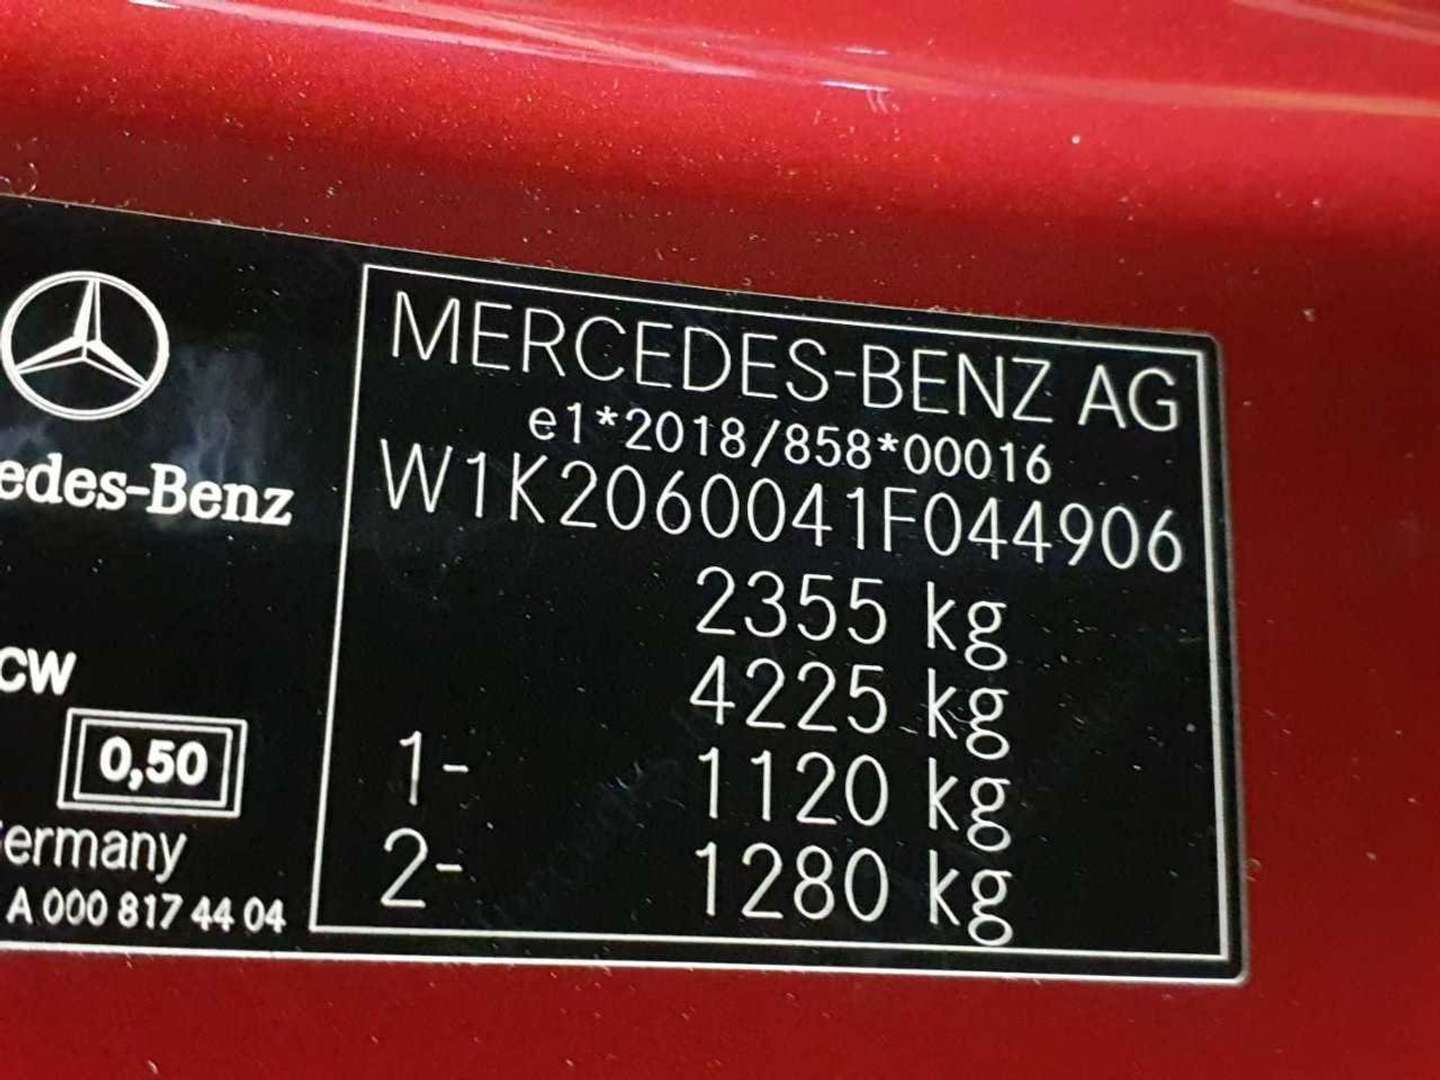 MERCEDES-BENZ AG
e1*2018/858*00016
W1K2060041F044906
2355 kg
4225 kg
1- 1120 kg
2- 1280 kg
edes-Benz
CW
0,50
ermany
A 000 817 44 04